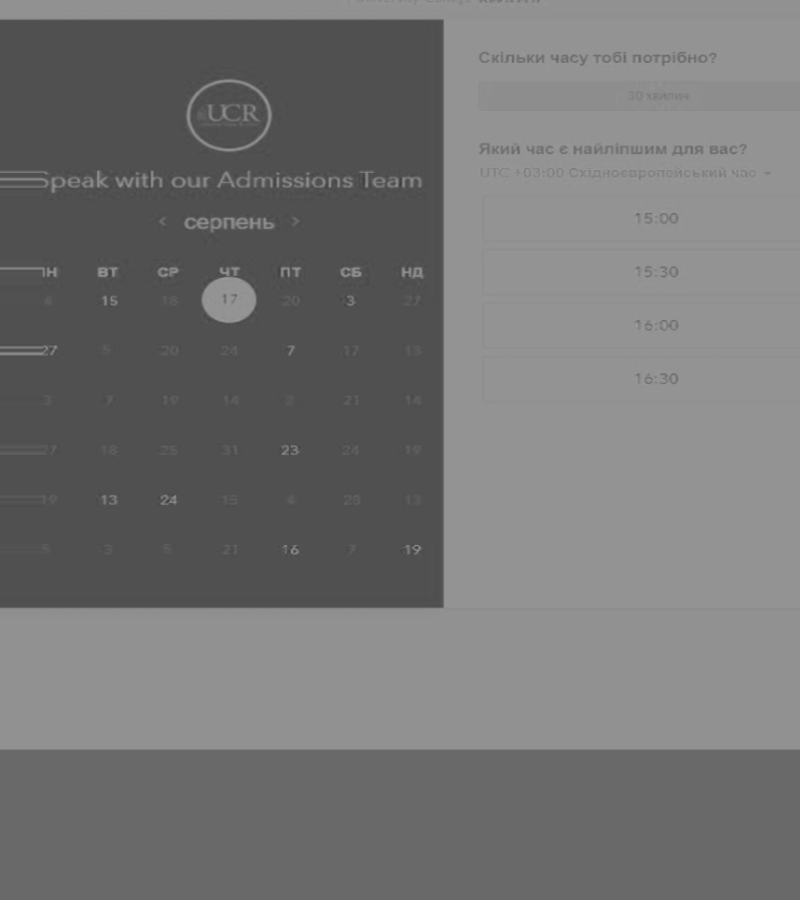 UCR
Speak with our Admissions Team
< серпень >
ВТ СР ЧТ ПТ СБ НД
15 18 17 20 3 27
27 5 20 24 7 17 13
3 7 19 14 2 21 14
27 18 25 31 23 24 19
19 13 24 15 4 28 13
5 3 5 21 16 7 19
Скільки часу тобі потрібно?
30 хвилин
Який час є найліпшим для вас?
UTC +03:00 Східноєвропейський час
15:00
15:30
16:00
16:30